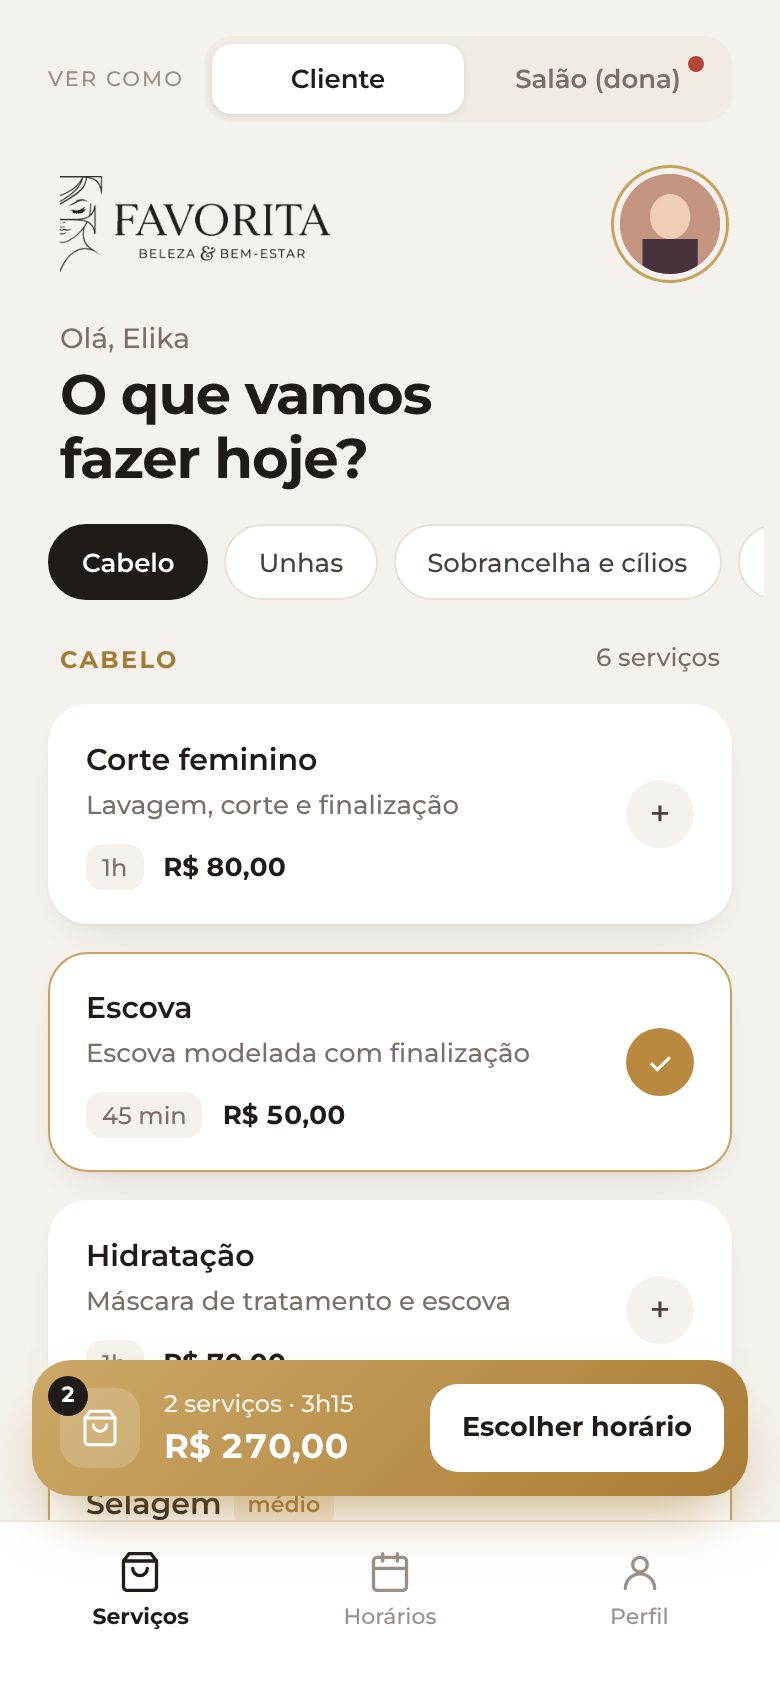 VER COMO
Cliente
Salão (dona)
FAVORITA
BELEZA & BEM-ESTAR
Olá, Elika
O que vamos
fazer hoje?
Cabelo
Unhas
Sobrancelha e cílios
CABELO
6 serviços
Corte feminino
Lavagem, corte e finalização
+
1h
R$ 80,00
Escova
Escova modelada com finalização
45 min
R$ 50,00
Hidratação
Máscara de tratamento e escova
+
1h
R$ 70,00
2
2 serviços · 3h15
R$ 270,00
Escolher horário
Selagem
médio
Serviços
Horários
Perfil